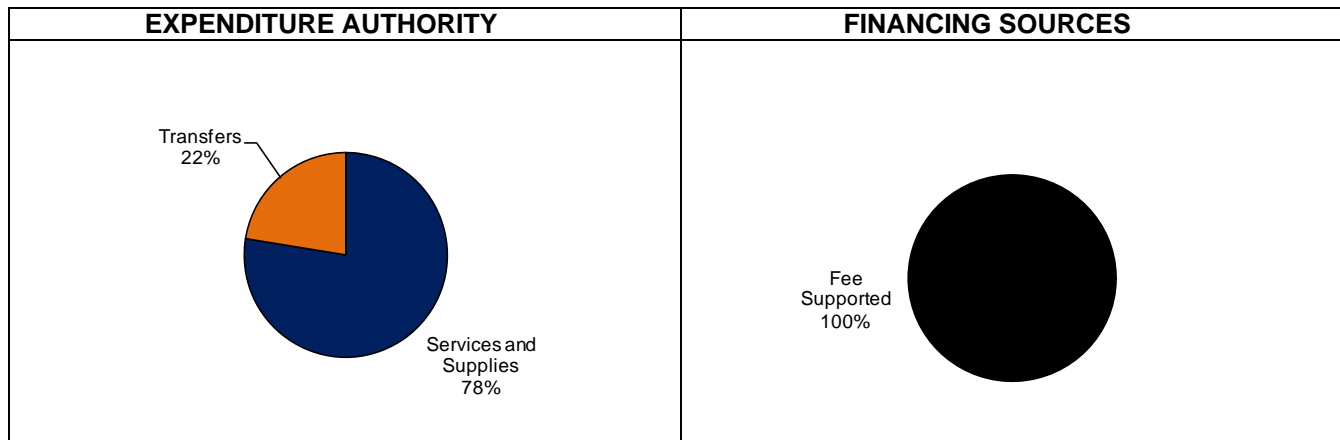 EXPENDITURE AUTHORITY
FINANCING SOURCES
Transfers
22%
Services and
Supplies
78%
Fee
Supported
100%